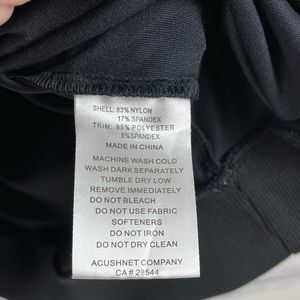 SHELL: 83% NYLON
17% SPANDEX
TRIM: 95% POLYESTER
5% SPANDEX
MADE IN CHINA
MACHINE WASH COLD
WASH DARK SEPARATELY
TUMBLE DRY LOW
REMOVE IMMEDIATELY
DO NOT BLEACH
DO NOT USE FABRIC
SOFTENERS
DO NOT IRON
DO NOT DRY CLEAN
ACUSHNET COMPANY
CA # 28544